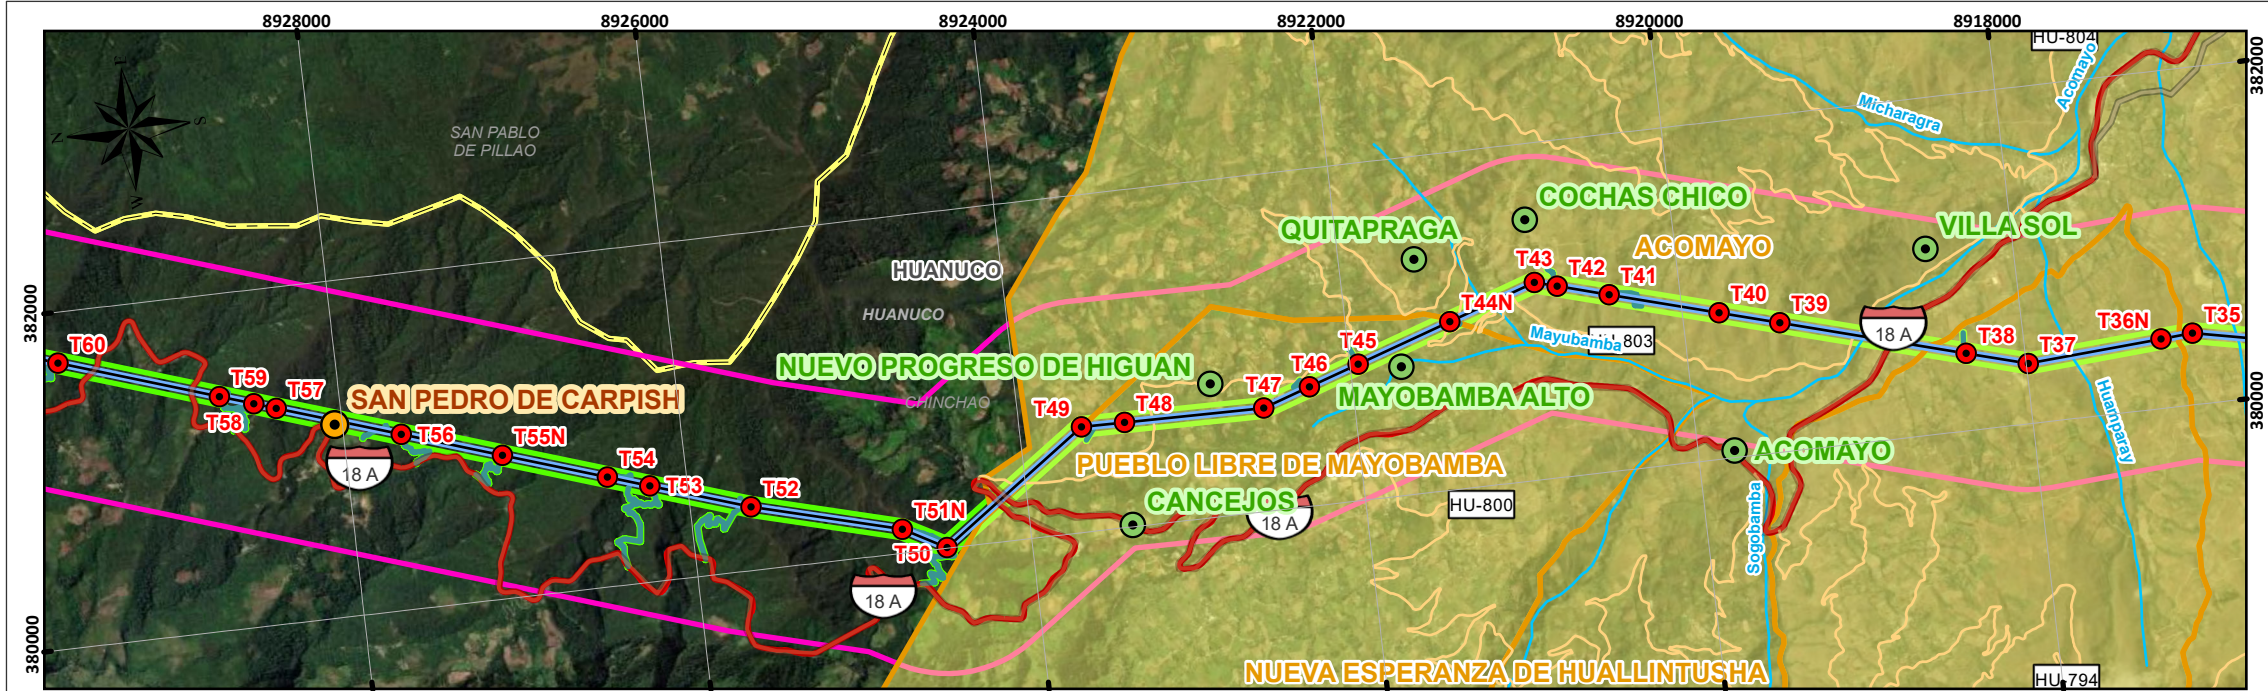 8928000
8926000
8924000
8922000
8920000
8918000
HU-804
382000
382000
380000
380000
E
N
S
W
SAN PABLO
DE PILLAO
Micharagra
Acomayo
COCHAS CHICO
QUITAPRAGA
VILLA SOL
ACOMAYO
HUANUCO
HUANUCO
T43
T42
T41
T44N
T40
T39
18 A
T38
T37
T36N
T35
Mayubamba
HU-803
T45
T46
T47
NUEVO PROGRESO DE HIGUAN
MAYOBAMBA ALTO
CHINCHAO
T60
T59
T58
T57
SAN PEDRO DE CARPISH
T56
T55N
T54
T53
T52
T51N
T50
T49
T48
18 A
PUEBLO LIBRE DE MAYOBAMBA
ACOMAYO
Huamparay
CANCEJOS
18 A
HU-800
Sogobamba
18 A
NUEVA ESPERANZA DE HUALLINTUSHA
HU-794